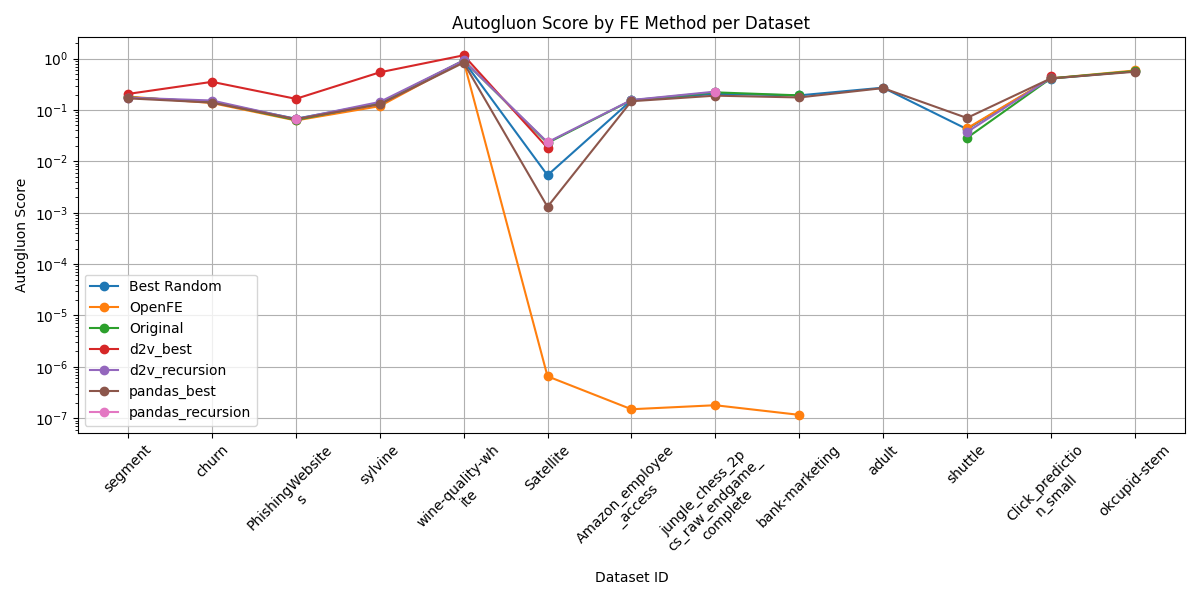 Autogluon Score by FE Method per Dataset
Autogluon Score
10⁰
10⁻¹
10⁻²
10⁻³
10⁻⁴
10⁻⁵
10⁻⁶
10⁻⁷
Best Random
OpenFE
Original
d2v_best
d2v_recursion
pandas_best
pandas_recursion
segment
churn
PhishingWebsite
s
sylvine
wine-quality-wh
ite
Satellite
Amazon_employee
_access
jungle_chess_2p
cs_raw_endgame_
complete
bank-marketing
adult
shuttle
Click_predictio
n_small
okcupid-stem
Dataset ID